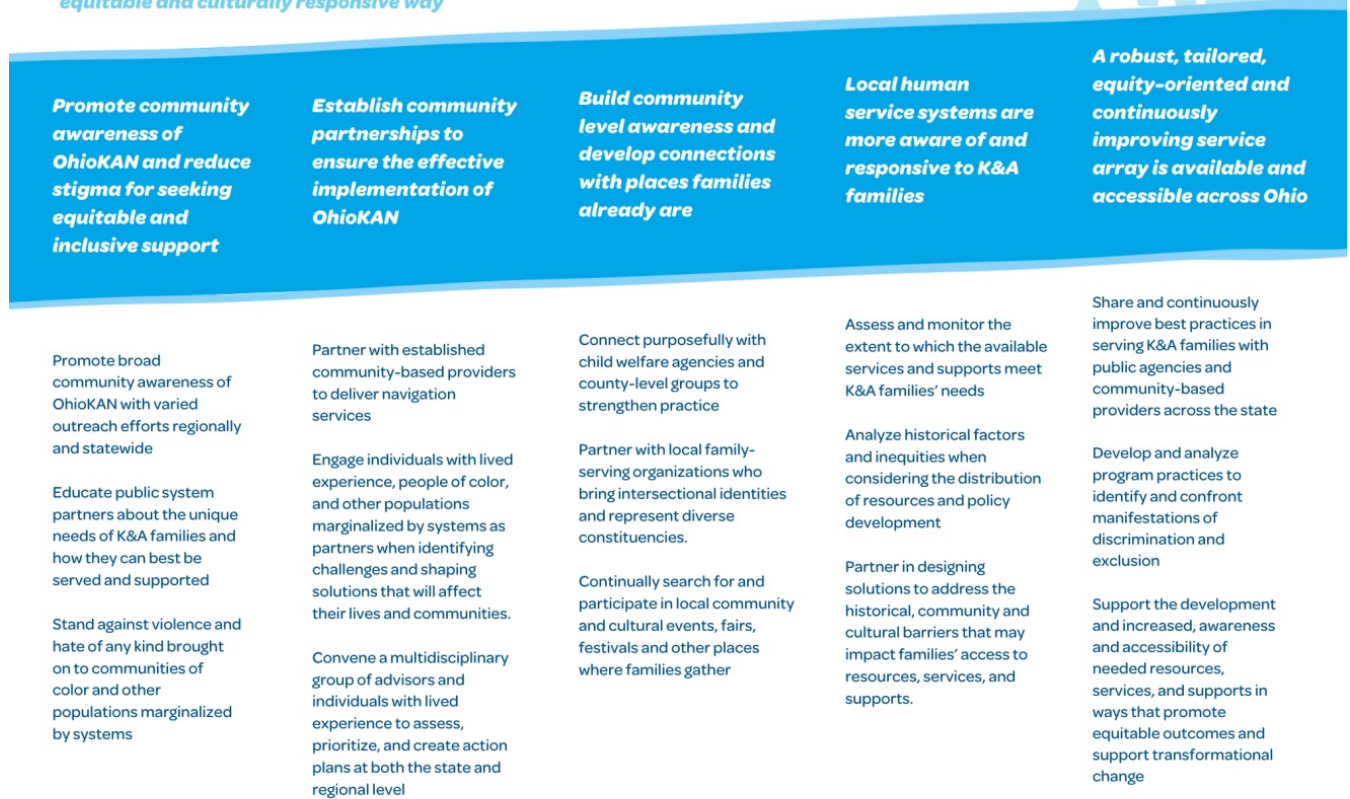 equitable and culturally responsive way
Promote community
awareness of
OhioKAN and reduce
stigma for seeking
equitable and
inclusive support
Establish community
partnerships to
ensure the effective
implementation of
OhioKAN
Build community
level awareness and
develop connections
with places families
already are
Local human
service systems are
more aware of and
responsive to K&A
families
A robust, tailored,
equity-oriented and
continuously
improving service
array is available and
accessible across Ohio
Promote broad
community awareness of
OhioKAN with varied
outreach efforts regionally
and statewide
Educate public system
partners about the unique
needs of K&A families and
how they can best be
served and supported
Stand against violence and
hate of any kind brought
on to communities of
color and other
populations marginalized
by systems
Partner with established
community-based providers
to deliver navigation
services
Engage individuals with lived
experience, people of color,
and other populations
marginalized by systems as
partners when identifying
challenges and shaping
solutions that will affect
their lives and communities.
Convene a multidisciplinary
group of advisors and
individuals with lived
experience to assess,
prioritize, and create action
plans at both the state and
regional level
Connect purposefully with
child welfare agencies and
county-level groups to
strengthen practice
Partner with local family-
serving organizations who
bring intersectional identities
and represent diverse
constituencies.
Continually search for and
participate in local community
and cultural events, fairs,
festivals and other places
where families gather
Assess and monitor the
extent to which the available
services and supports meet
K&A families' needs
Analyze historical factors
and inequities when
considering the distribution
of resources and policy
development
Partner in designing
solutions to address the
historical, community and
cultural barriers that may
impact families' access to
resources, services, and
supports.
Share and continuously
improve best practices in
serving K&A families with
public agencies and
community-based
providers across the state
Develop and analyze
program practices to
identify and confront
manifestations of
discrimination and
exclusion
Support the development
and increased, awareness
and accessibility of
needed resources,
services, and supports in
ways that promote
equitable outcomes and
support transformational
change